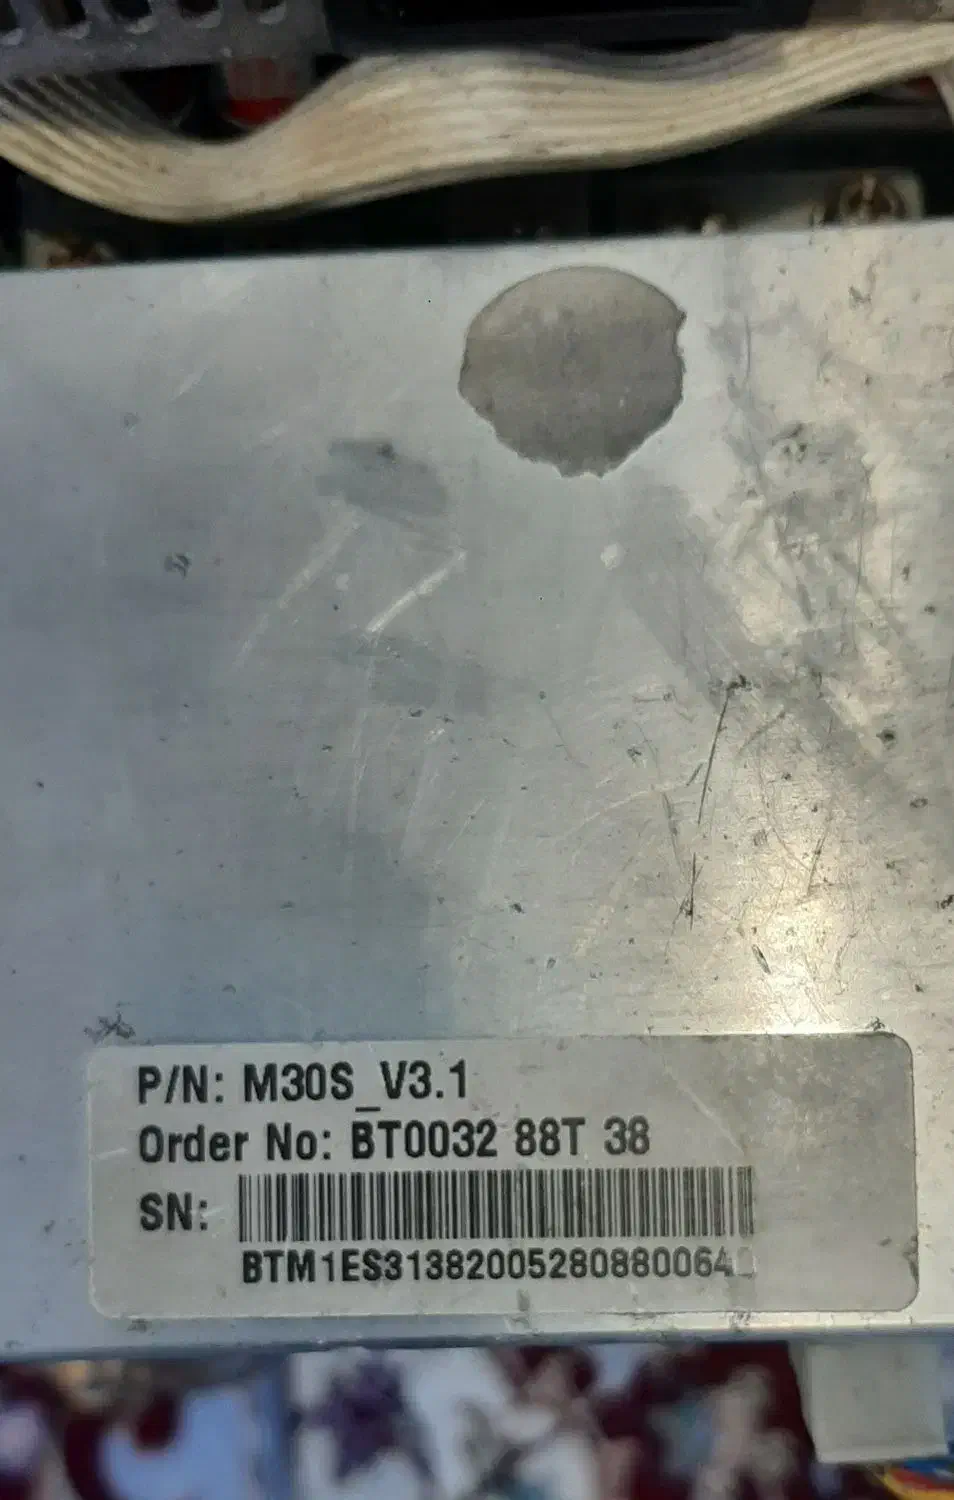 P/N: M30S_V3.1
Order No: BT0032 88T 38
SN:
BTM1ES31382005280880064